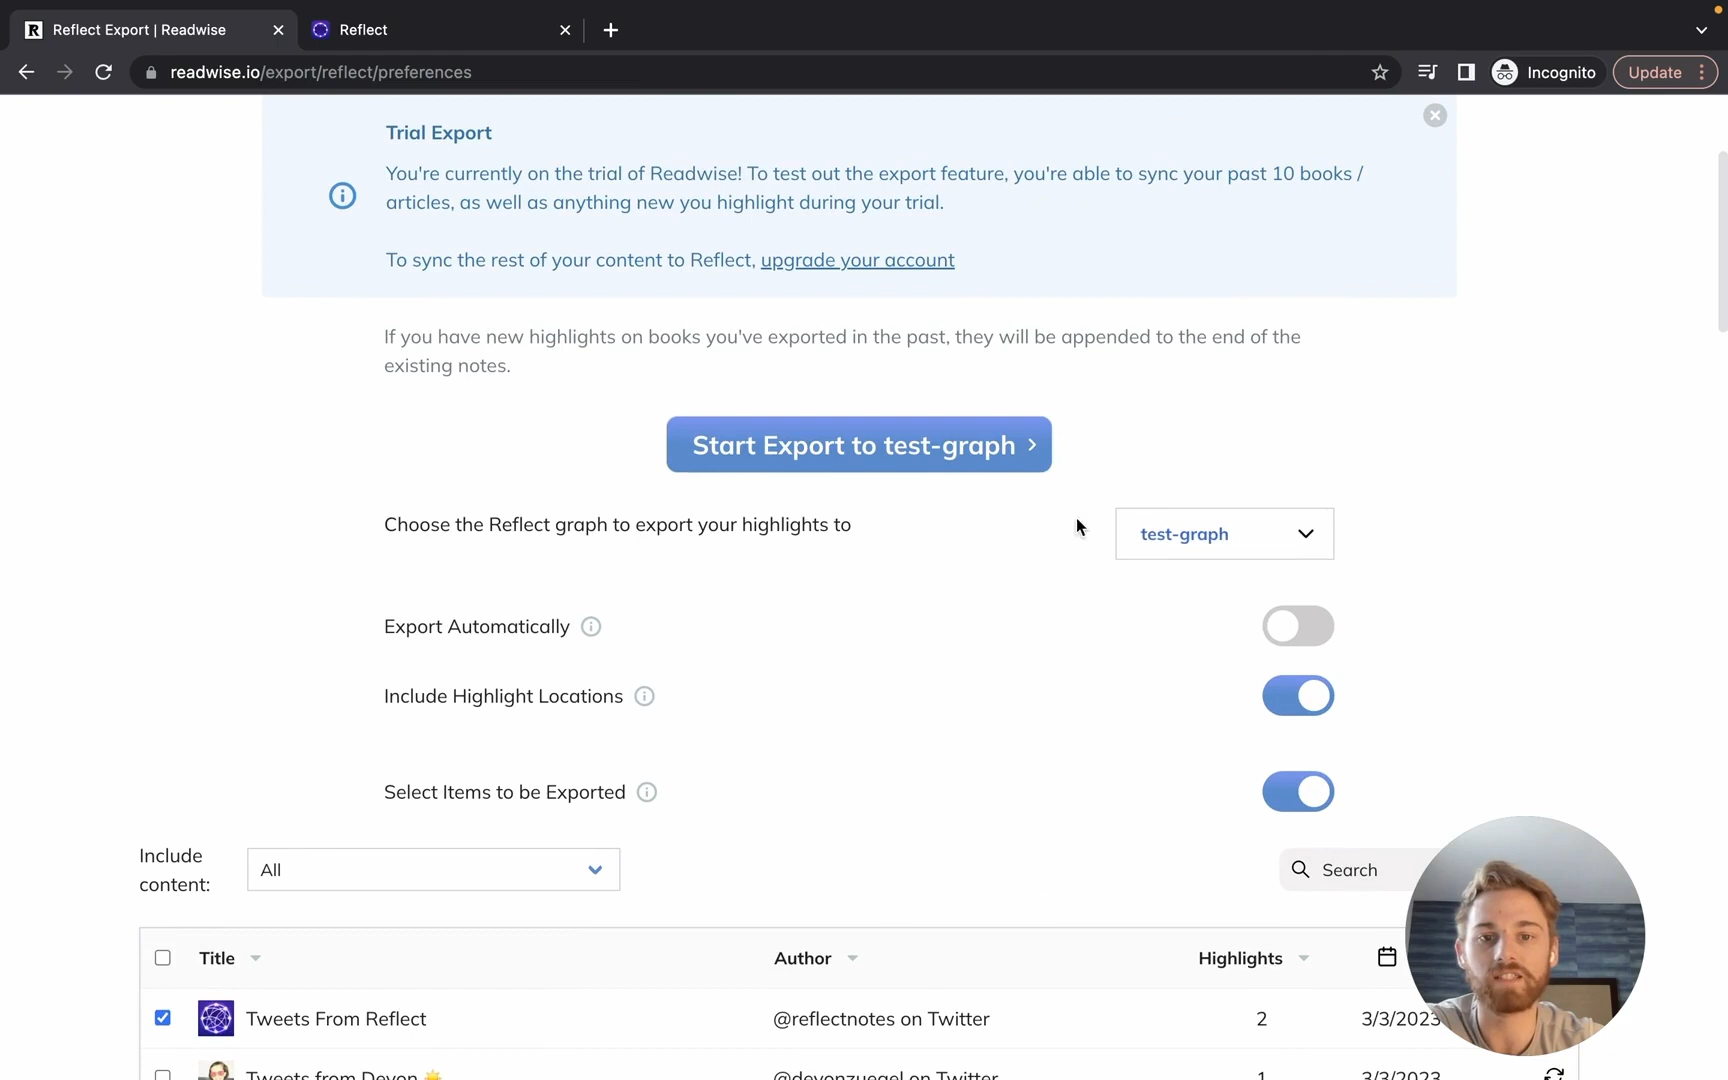 Reflect Export | Readwise
Reflect
readwise.io/export/reflect/preferences
Incognito
Update
Trial Export
You're currently on the trial of Readwise! To test out the export feature, you're able to sync your past 10 books /
articles, as well as anything new you highlight during your trial.
To sync the rest of your content to Reflect, upgrade your account
If you have new highlights on books you've exported in the past, they will be appended to the end of the
existing notes.
Start Export to test-graph
Choose the Reflect graph to export your highlights to
test-graph
Export Automatically
Include Highlight Locations
Select Items to be Exported
Include
content:
All
Search
Title Author Highlights
Tweets From Reflect @reflectnotes on Twitter 2 3/3/2023
Tweets from Devon @devonzuegel on Twitter 1 3/3/2023